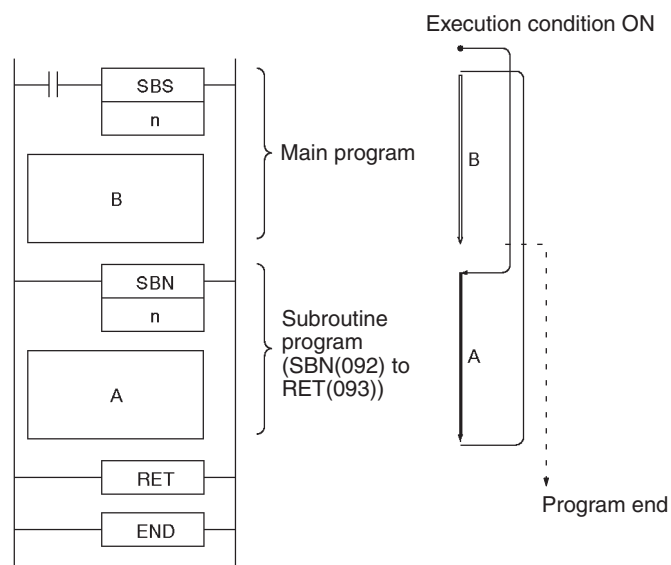 Execution condition ON
SBS
n
Main program
B
B
SBN
n
Subroutine
program
(SBN(092) to
RET(093))
A
A
RET
Program end
END